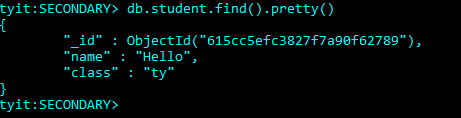 tyit:SECONDARY> db.student.find().pretty()
{
        "_id" : ObjectId("615cc5efc3827f7a90f62789"),
        "name" : "Hello",
        "class" : "ty"
}
tyit:SECONDARY>